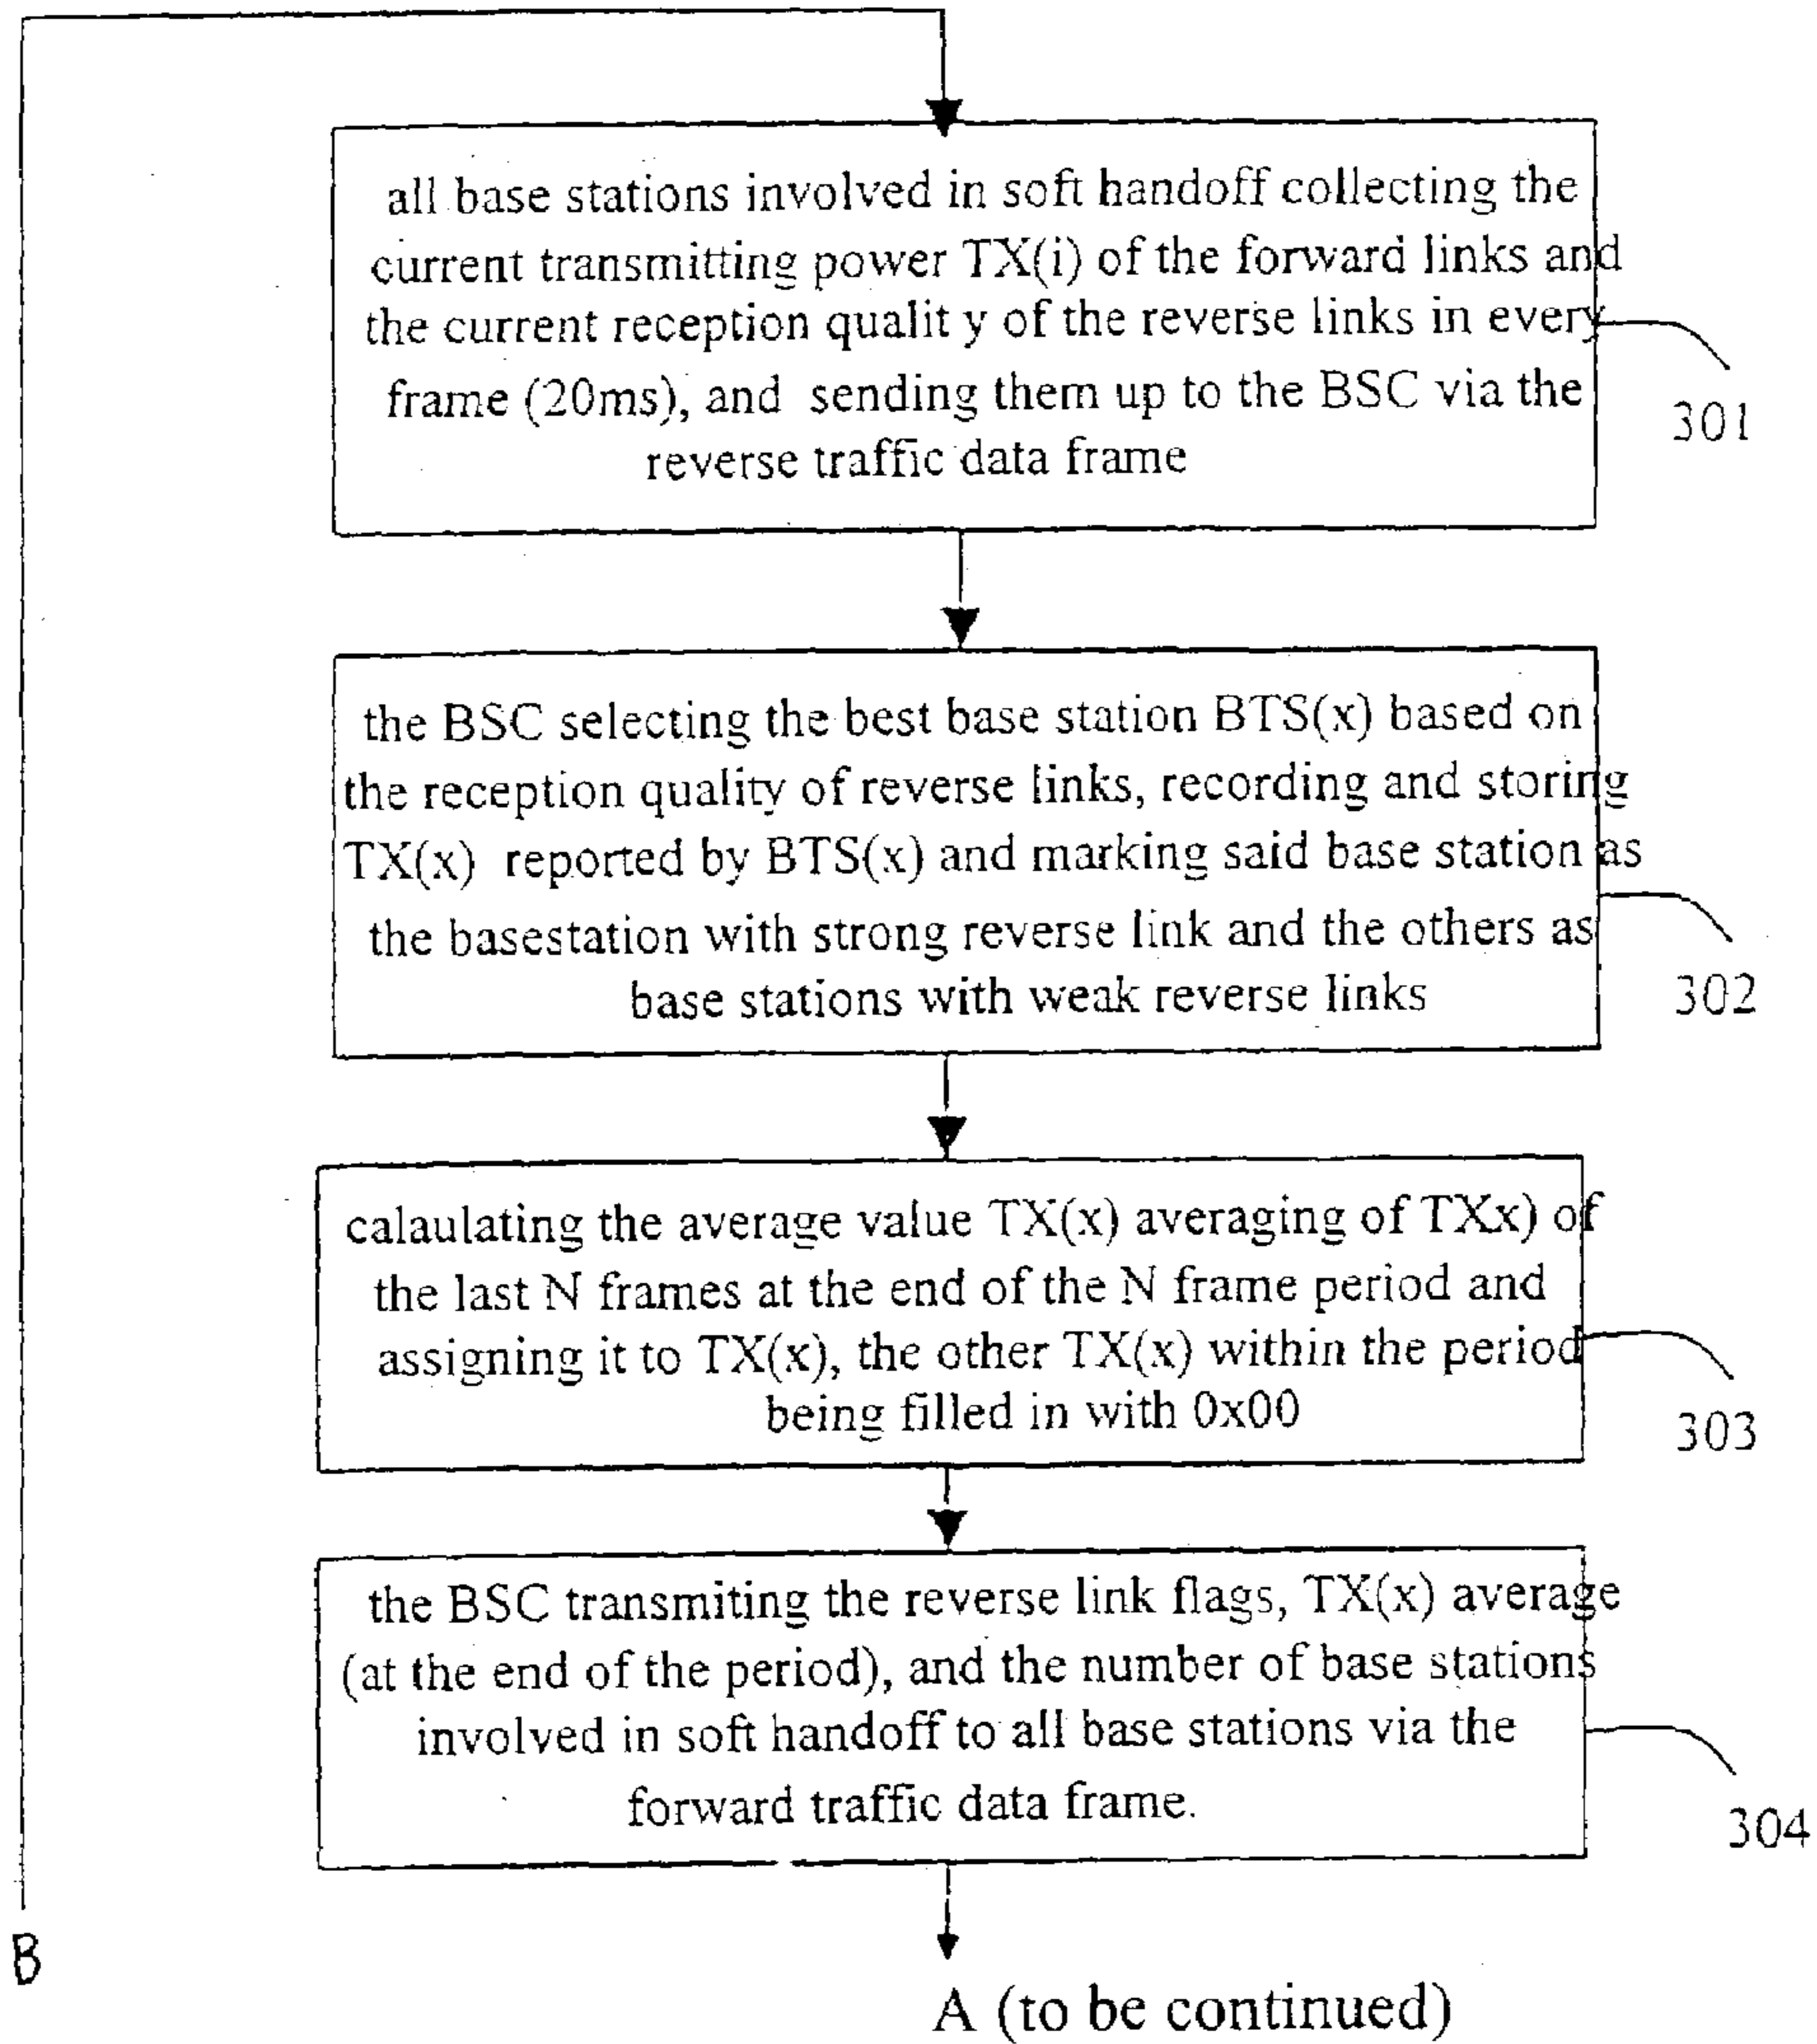 all base stations involved in soft handoff collecting the
current transmitting power TX(i) of the forward links and
the current reception qualit y of the reverse links in every
frame (20ms), and sending them up to the BSC via the
reverse traffic data frame
301
the BSC selecting the best base station BTS(x) based on
the reception quality of reverse links, recording and storing
TX(x) reported by BTS(x) and marking said base station as
the basestation with strong reverse link and the others as
base stations with weak reverse links
302
calaulating the average value TX(x) averaging of TXx) of
the last N frames at the end of the N frame period and
assigning it to TX(x), the other TX(x) within the period
being filled in with 0x00
303
the BSC transmiting the reverse link flags, TX(x) average
(at the end of the period), and the number of base stations
involved in soft handoff to all base stations via the
forward traffic data frame.
304
B
A (to be continued)